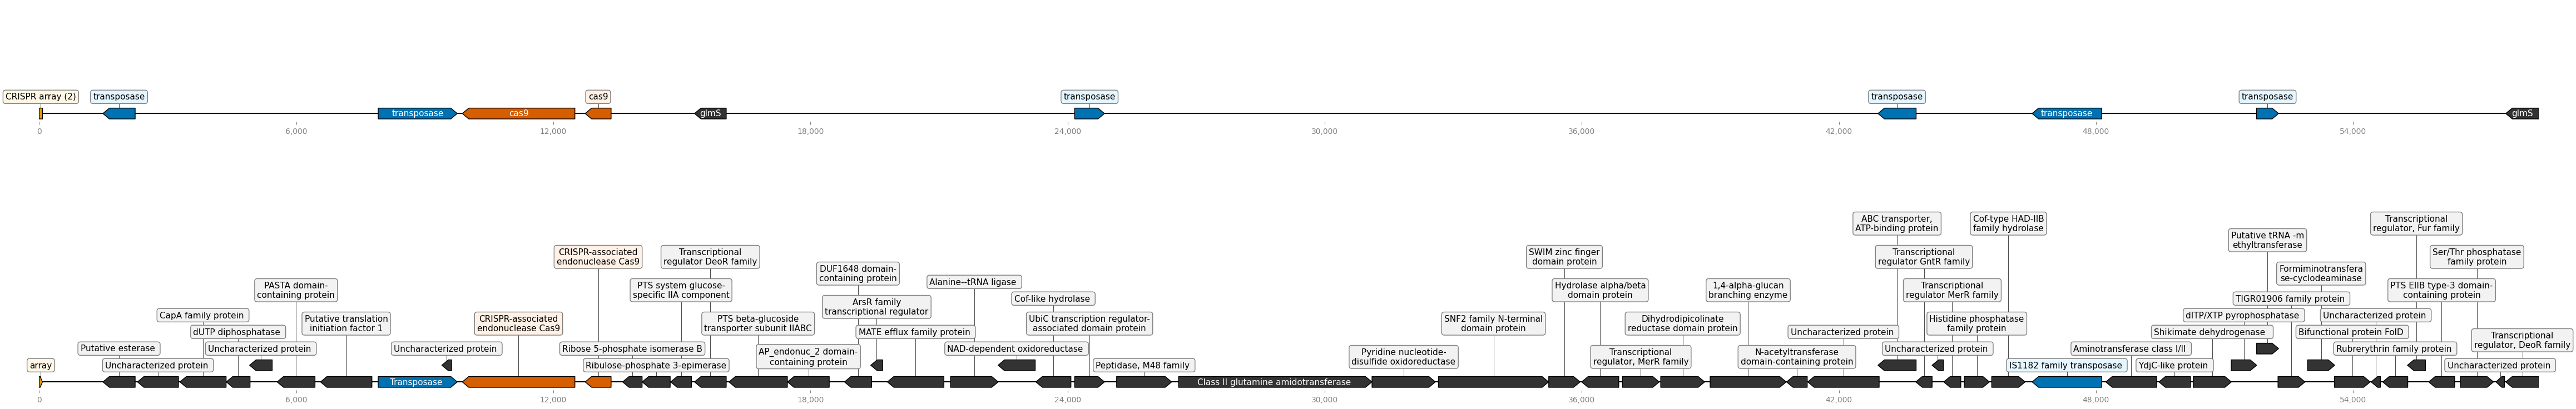 CRISPR array (2)
transposase
cas9
transposase
transposase
transposase
transposase
cas9
glmS
transposase
glmS
0
6,000
12,000
18,000
24,000
30,000
36,000
42,000
48,000
54,000
ABC transporter,
ATP-binding protein
Cof-type HAD-IIB
family hydrolase
Transcriptional
regulator, Fur family
Putative tRNA -m
ethyltransferase
CRISPR-associated
endonuclease Cas9
Transcriptional
regulator DeoR family
SWIM zinc finger
domain protein
Transcriptional
regulator GntR family
Ser/Thr phosphatase
family protein
DUF1648 domain-
containing protein
Formiminotransfera
se-cyclodeaminase
Alanine--tRNA ligase
PASTA domain-
containing protein
PTS system glucose-
specific IIA component
Hydrolase alpha/beta
domain protein
1,4-alpha-glucan
branching enzyme
Transcriptional
regulator MerR family
PTS EIIB type-3 domain-
containing protein
Cof-like hydrolase
TIGR01906 family protein
ArsR family
transcriptional regulator
CapA family protein
dITP/XTP pyrophosphatase
Uncharacterized protein
Putative translation
initiation factor 1
CRISPR-associated
endonuclease Cas9
PTS beta-glucoside
transporter subunit IIABC
UbiC transcription regulator-
associated domain protein
SNF2 family N-terminal
domain protein
Dihydrodipicolinate
reductase domain protein
Histidine phosphatase
family protein
dUTP diphosphatase
MATE efflux family protein
Uncharacterized protein
Shikimate dehydrogenase
Bifunctional protein FolD
Transcriptional
regulator, DeoR family
Putative esterase
Uncharacterized protein
Uncharacterized protein
Ribose 5-phosphate isomerase B
NAD-dependent oxidoreductase
Uncharacterized protein
Aminotransferase class I/II
Rubrerythrin family protein
AP_endonuc_2 domain-
containing protein
Pyridine nucleotide-
disulfide oxidoreductase
Transcriptional
regulator, MerR family
N-acetyltransferase
domain-containing protein
array
Uncharacterized protein
Ribulose-phosphate 3-epimerase
Peptidase, M48 family
IS1182 family transposase
YdjC-like protein
Uncharacterized protein
Transposase
Class II glutamine amidotransferase
0
6,000
12,000
18,000
24,000
30,000
36,000
42,000
48,000
54,000